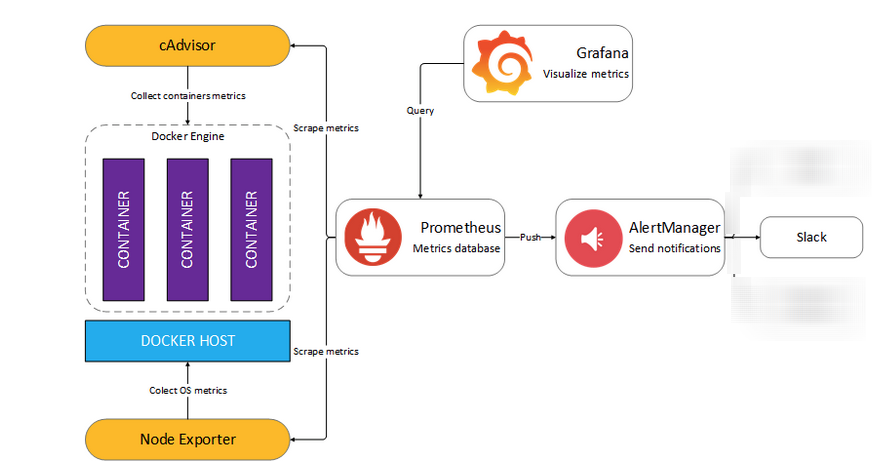 cAdvisor
Collect containers metrics
Docker Engine
CONTAINER
CONTAINER
CONTAINER
DOCKER HOST
Colect OS metrics
Node Exporter
Scrape metrics
Scrape metrics
Grafana
Visualize metrics
Query
Prometheus
Metrics database
Push
AlertManager
Send notifications
Slack